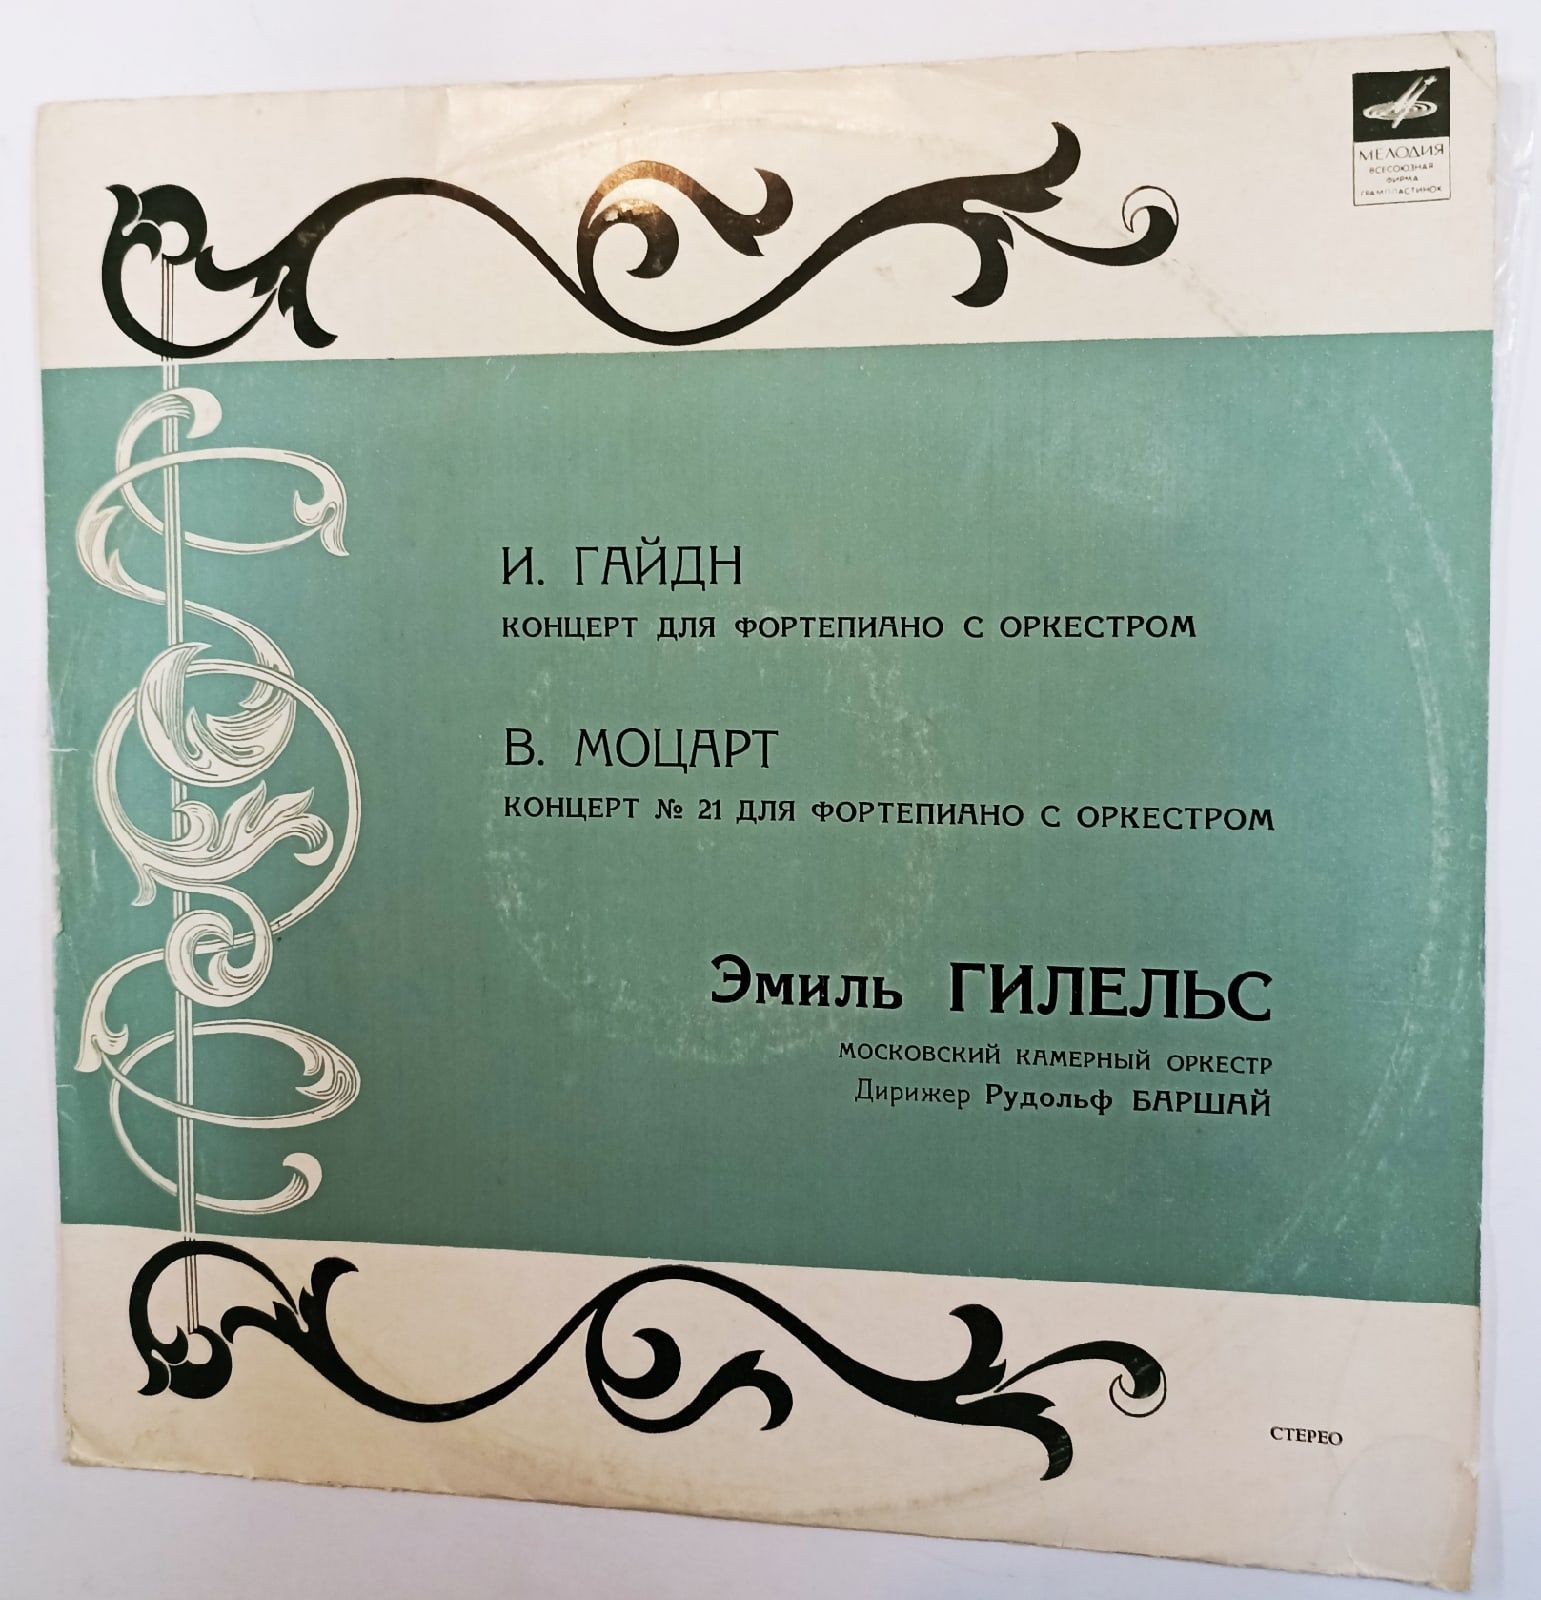 МЕЛОДИЯ
ВСЕСОЮЗНАЯ
ФИРМА
ГРАМПЛАСТИНОК
И. ГАЙДН
КОНЦЕРТ ДЛЯ ФОРТЕПИАНО С ОРКЕСТРОМ
В. МОЦАРТ
КОНЦЕРТ № 21 ДЛЯ ФОРТЕПИАНО С ОРКЕСТРОМ
Эмиль ГИЛЕЛЬС
МОСКОВСКИЙ КАМЕРНЫЙ ОРКЕСТР
Дирижер Рудольф БАРШАЙ
СТЕРЕО